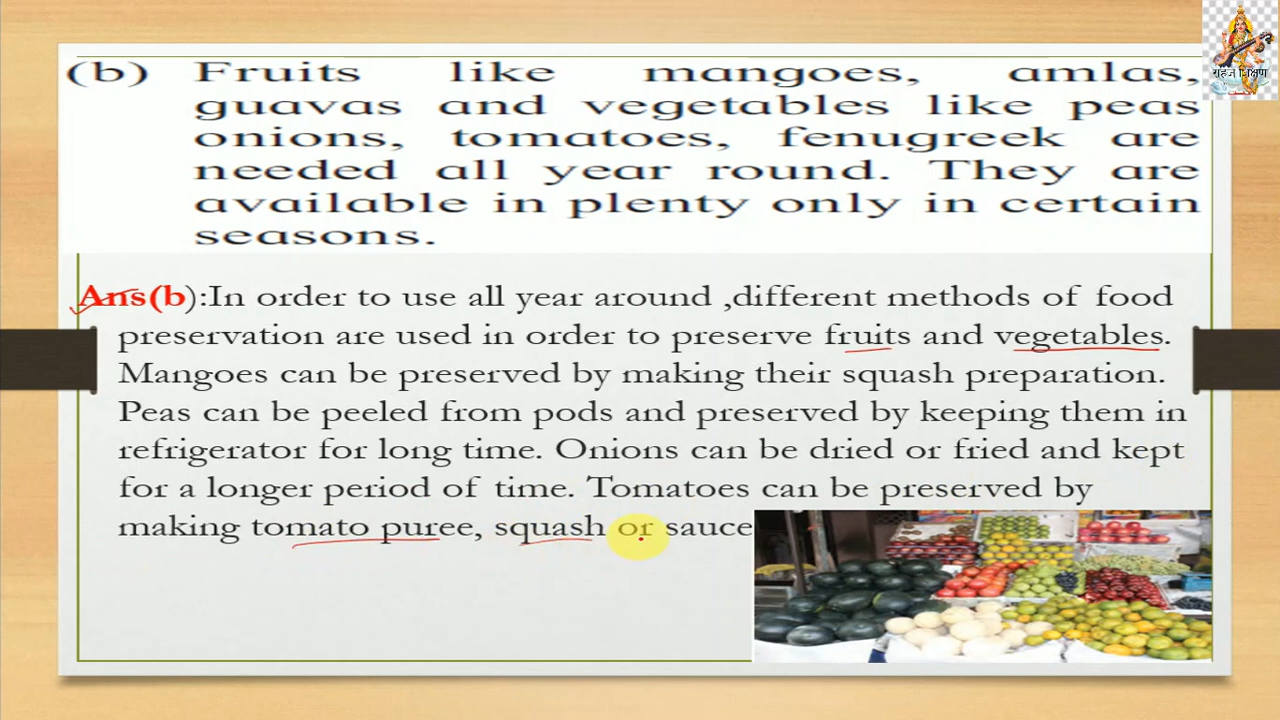 (b) Fruits like mangoes, amlas,
guavas and vegetables like peas
onions, tomatoes, fenugreek are
needed all year round. They are
available in plenty only in certain
seasons.
Ans(b):In order to use all year around ,different methods of food
preservation are used in order to preserve fruits and vegetables.
Mangoes can be preserved by making their squash preparation.
Peas can be peeled from pods and preserved by keeping them in
refrigerator for long time. Onions can be dried or fried and kept
for a longer period of time. Tomatoes can be preserved by
making tomato puree, squash or sauce
शिक्षण